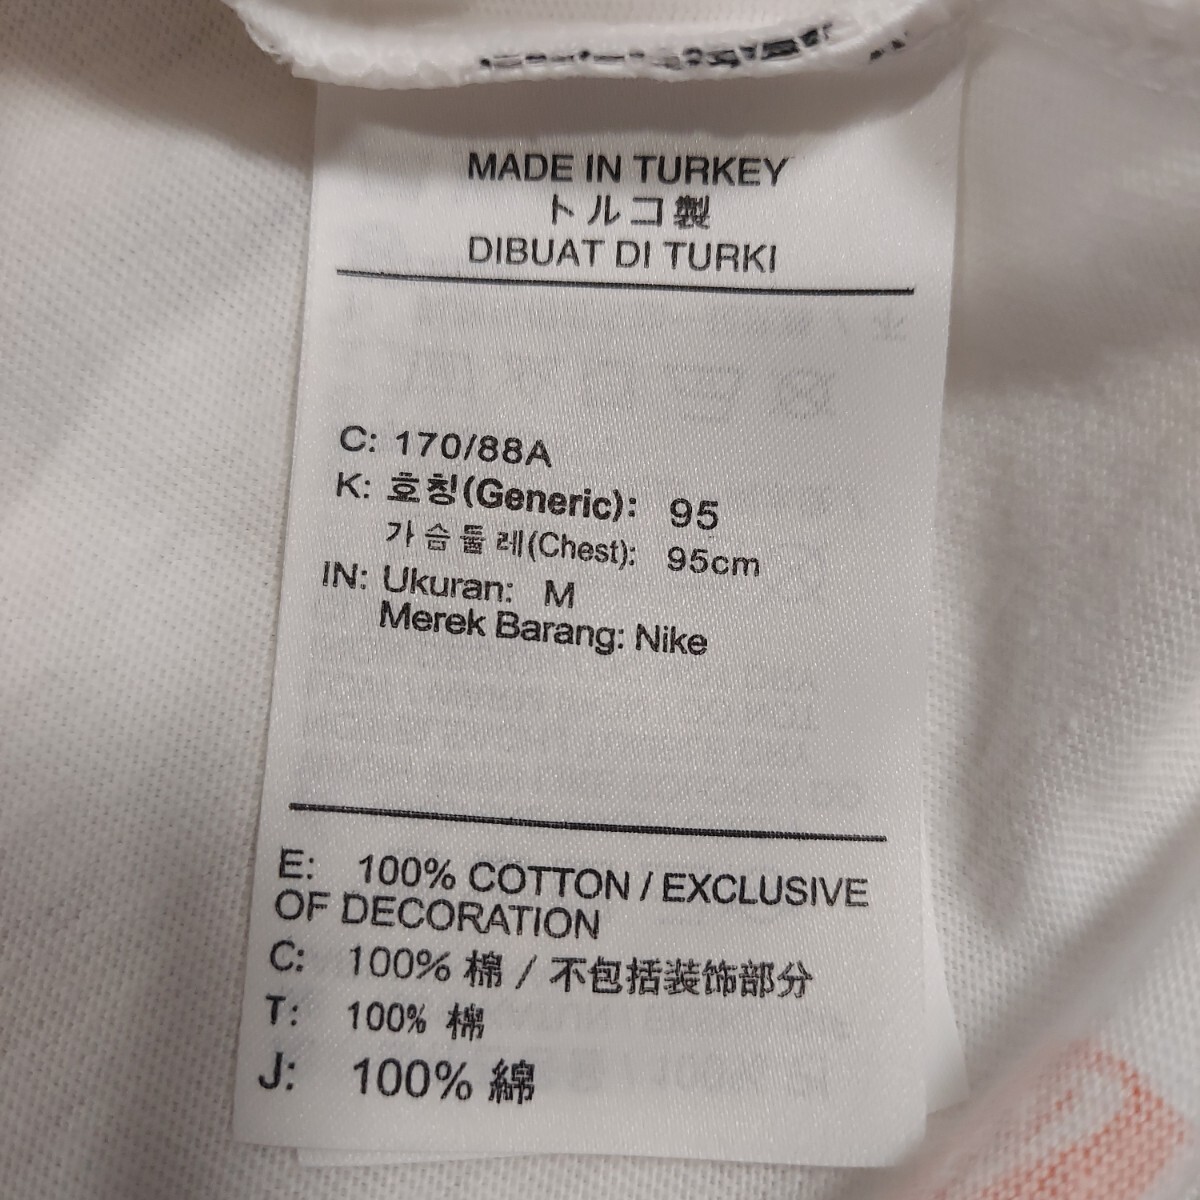 MADE IN TURKEY
トルコ製
DIBUAT DI TURKI
C: 170/88A
K: 호칭(Generic): 95
가슴둘레(Chest): 95cm
IN: Ukuran: M
Merek Barang: Nike
E: 100% COTTON / EXCLUSIVE
OF DECORATION
C: 100% 棉 / 不包括装饰部分
T: 100% 棉
J: 100% 綿